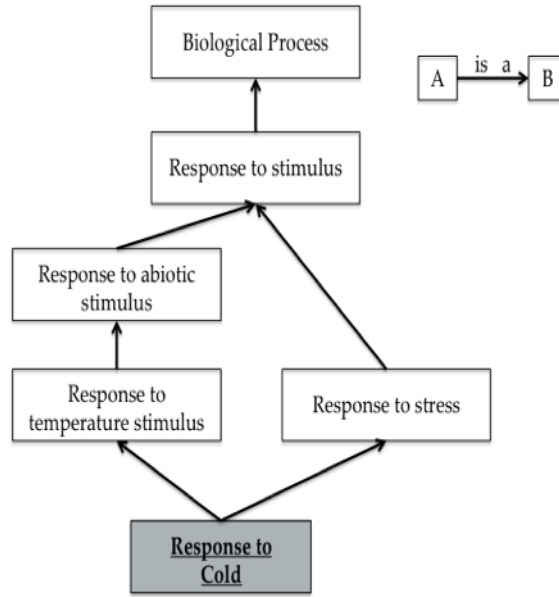 Biological Process
is a
A
B
Response to stimulus
Response to abiotic
stimulus
Response to
temperature stimulus
Response to stress
Response to
Cold